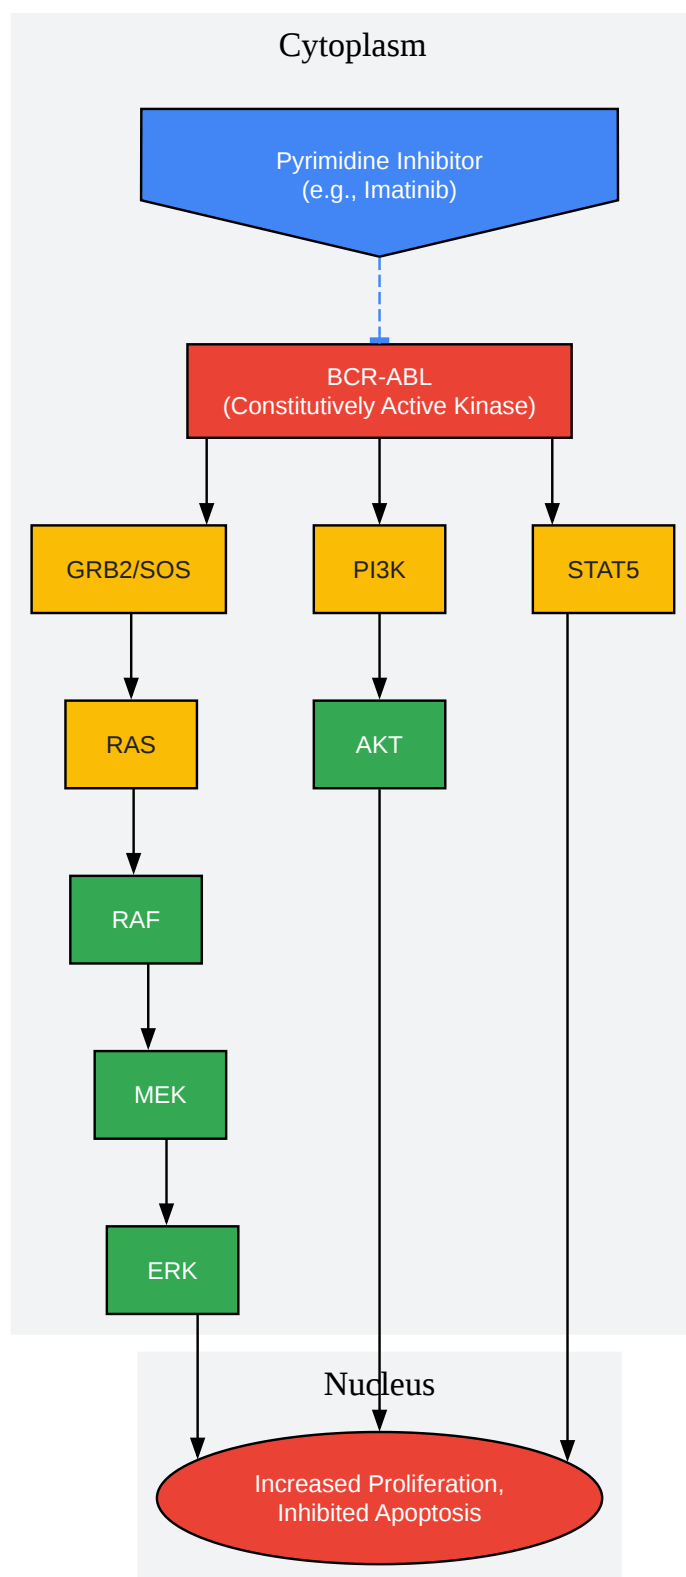 Cytoplasm
Pyrimidine Inhibitor
(e.g., Imatinib)
BCR-ABL
(Constitutively Active Kinase)
GRB2/SOS
PI3K
STAT5
RAS
AKT
RAF
MEK
ERK
Nucleus
Increased Proliferation,
Inhibited Apoptosis